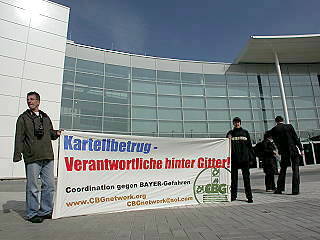 Kartellbetrug -
Verantwortliche hinter Gitter!
Coordination gegen BAYER-Gefahren
www.CBGnetwork.org
CBGnetwork@aol.com
CBG